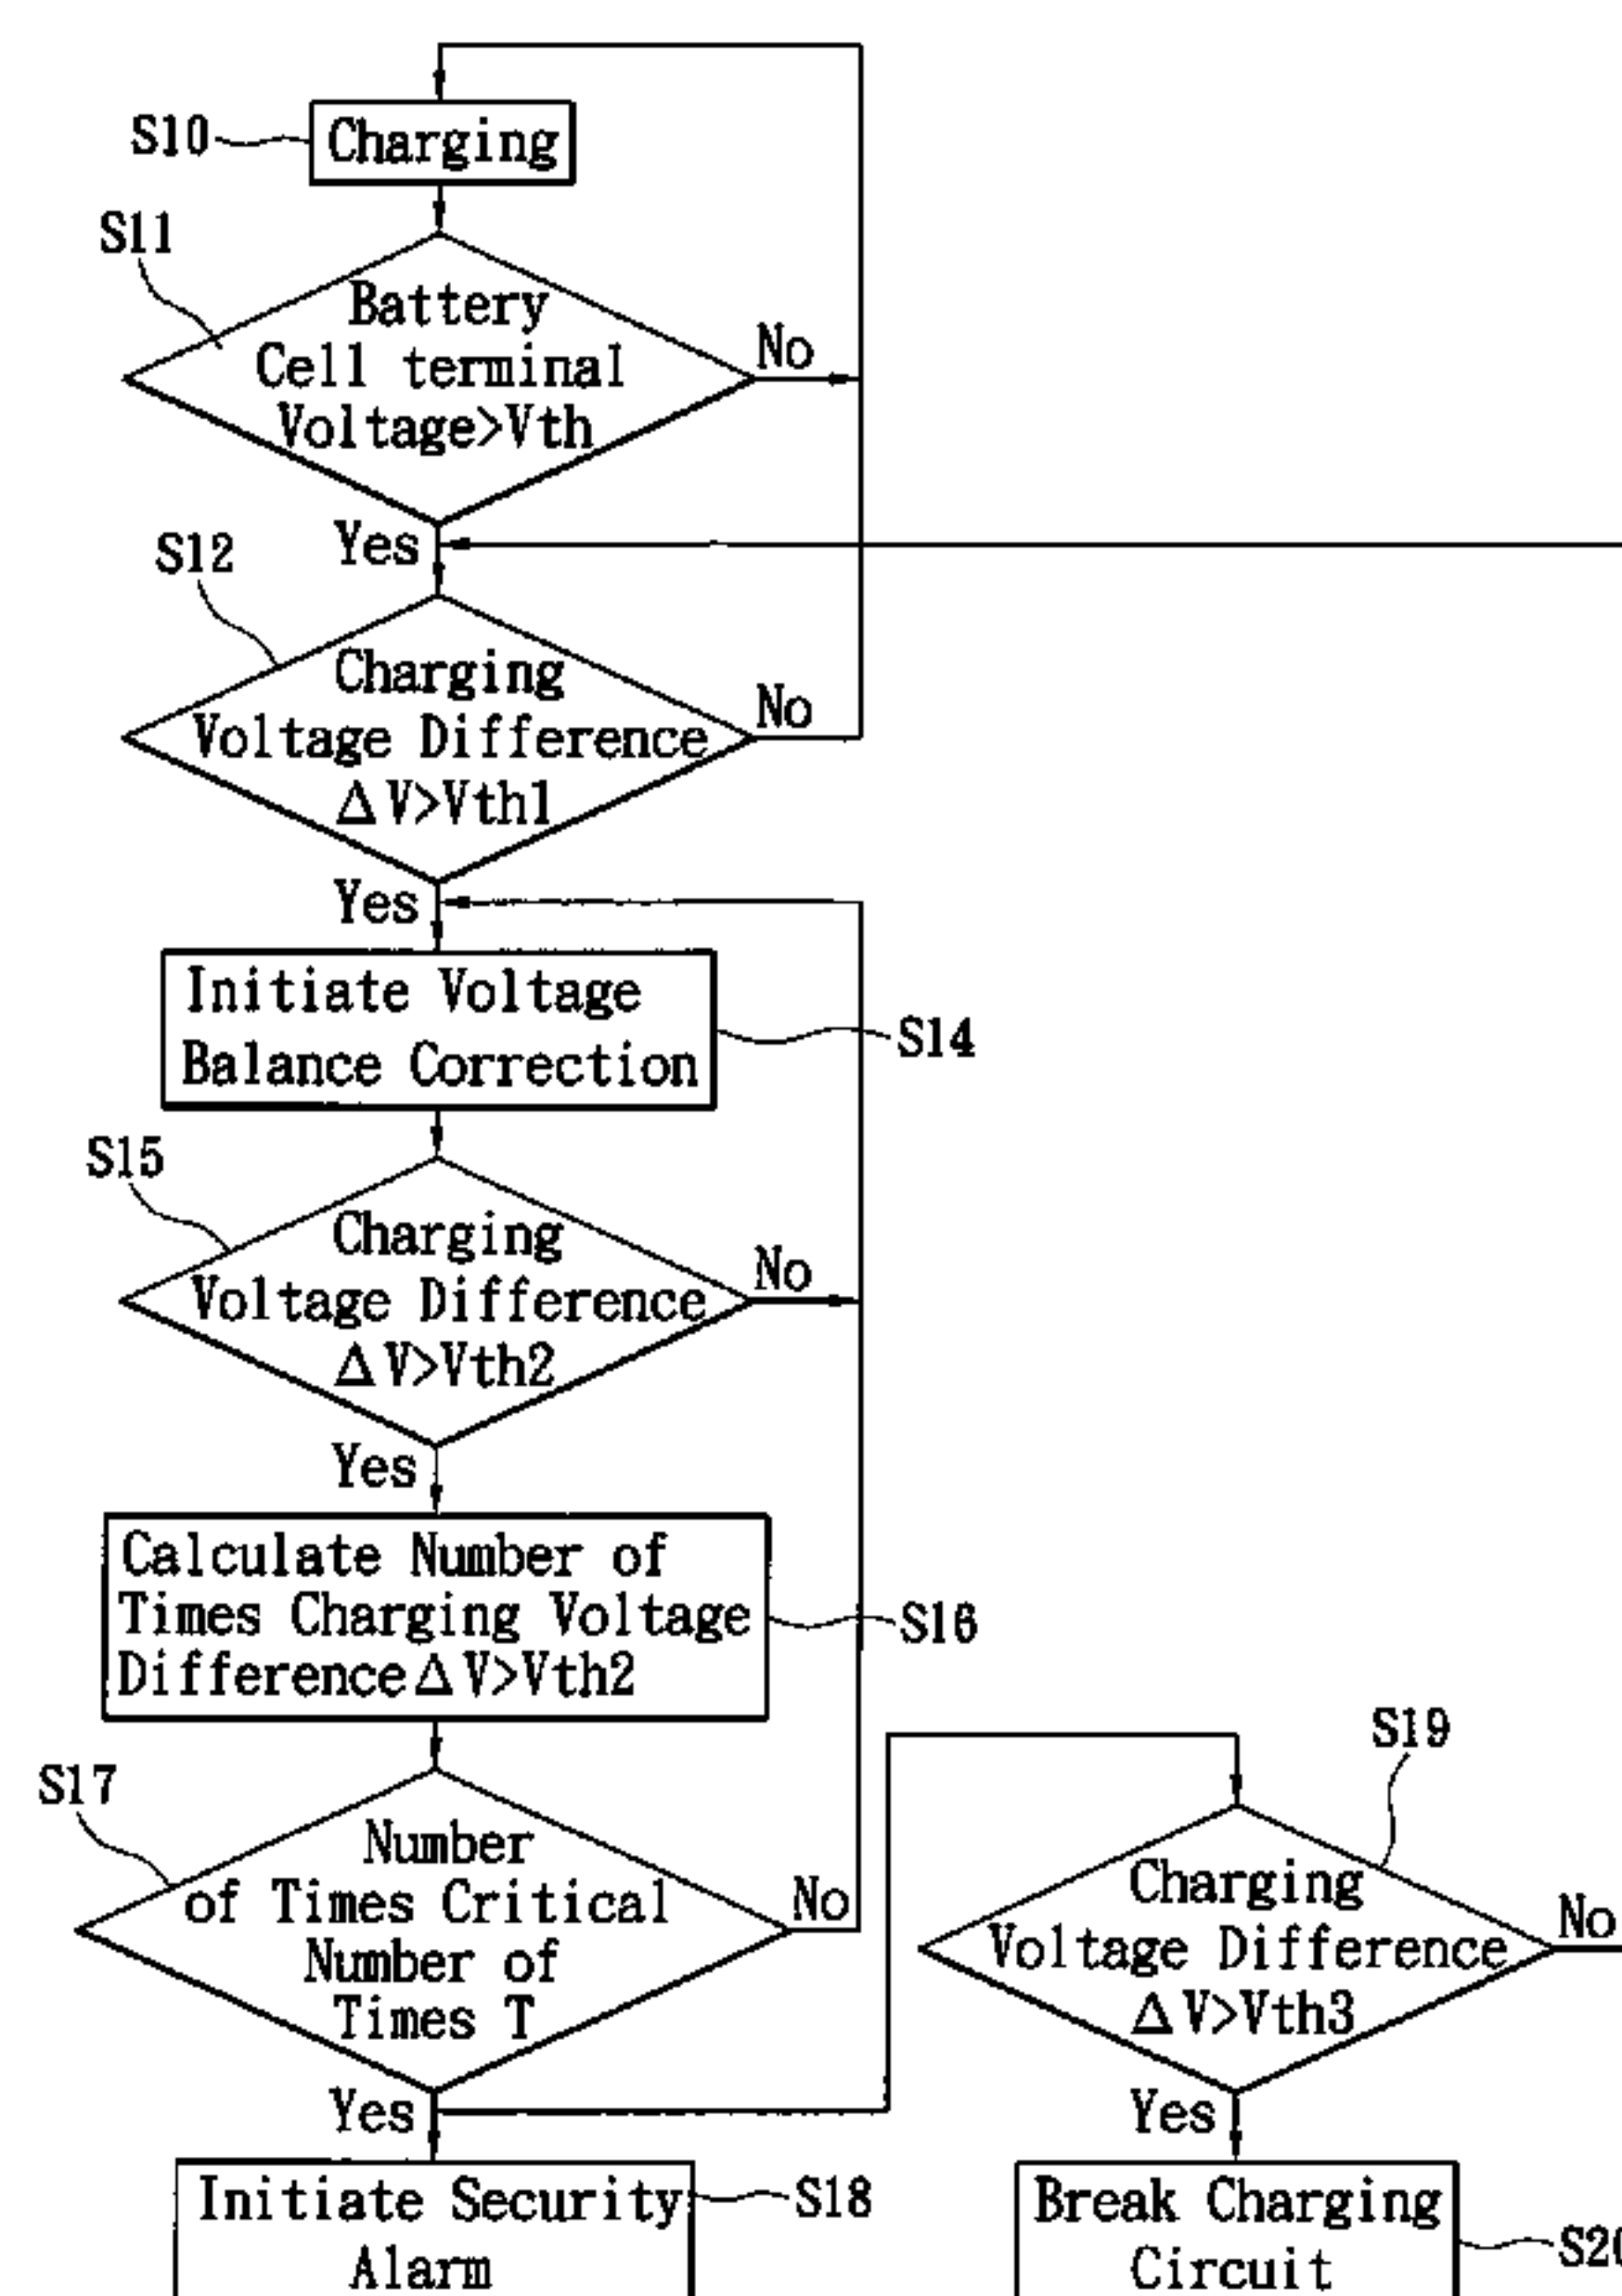 S10
Charging
S11
Battery
Cell terminal
Voltage>Vth
No
Yes
S12
Charging
Voltage Difference
ΔV>Vth1
No
Yes
Initiate Voltage
Balance Correction
S14
S15
Charging
Voltage Difference
ΔV>Vth2
No
Yes
Calculate Number of
Times Charging Voltage
Difference ΔV>Vth2
S16
S17
Number
of Times Critical
Number of
Times T
No
Yes
Initiate Security
Alarm
S18
S19
Charging
Voltage Difference
ΔV>Vth3
No
Yes
Break Charging
Circuit
S20